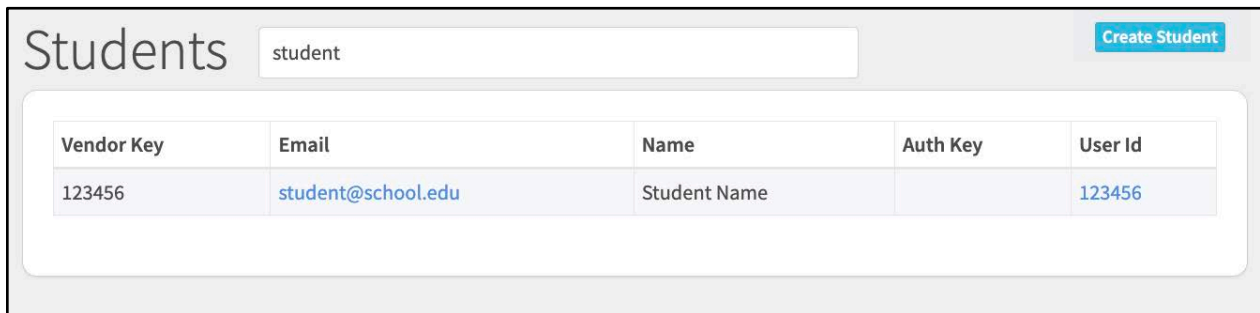 Students student Create Student
Vendor Key Email Name Auth Key User Id
123456 student@school.edu Student Name 123456